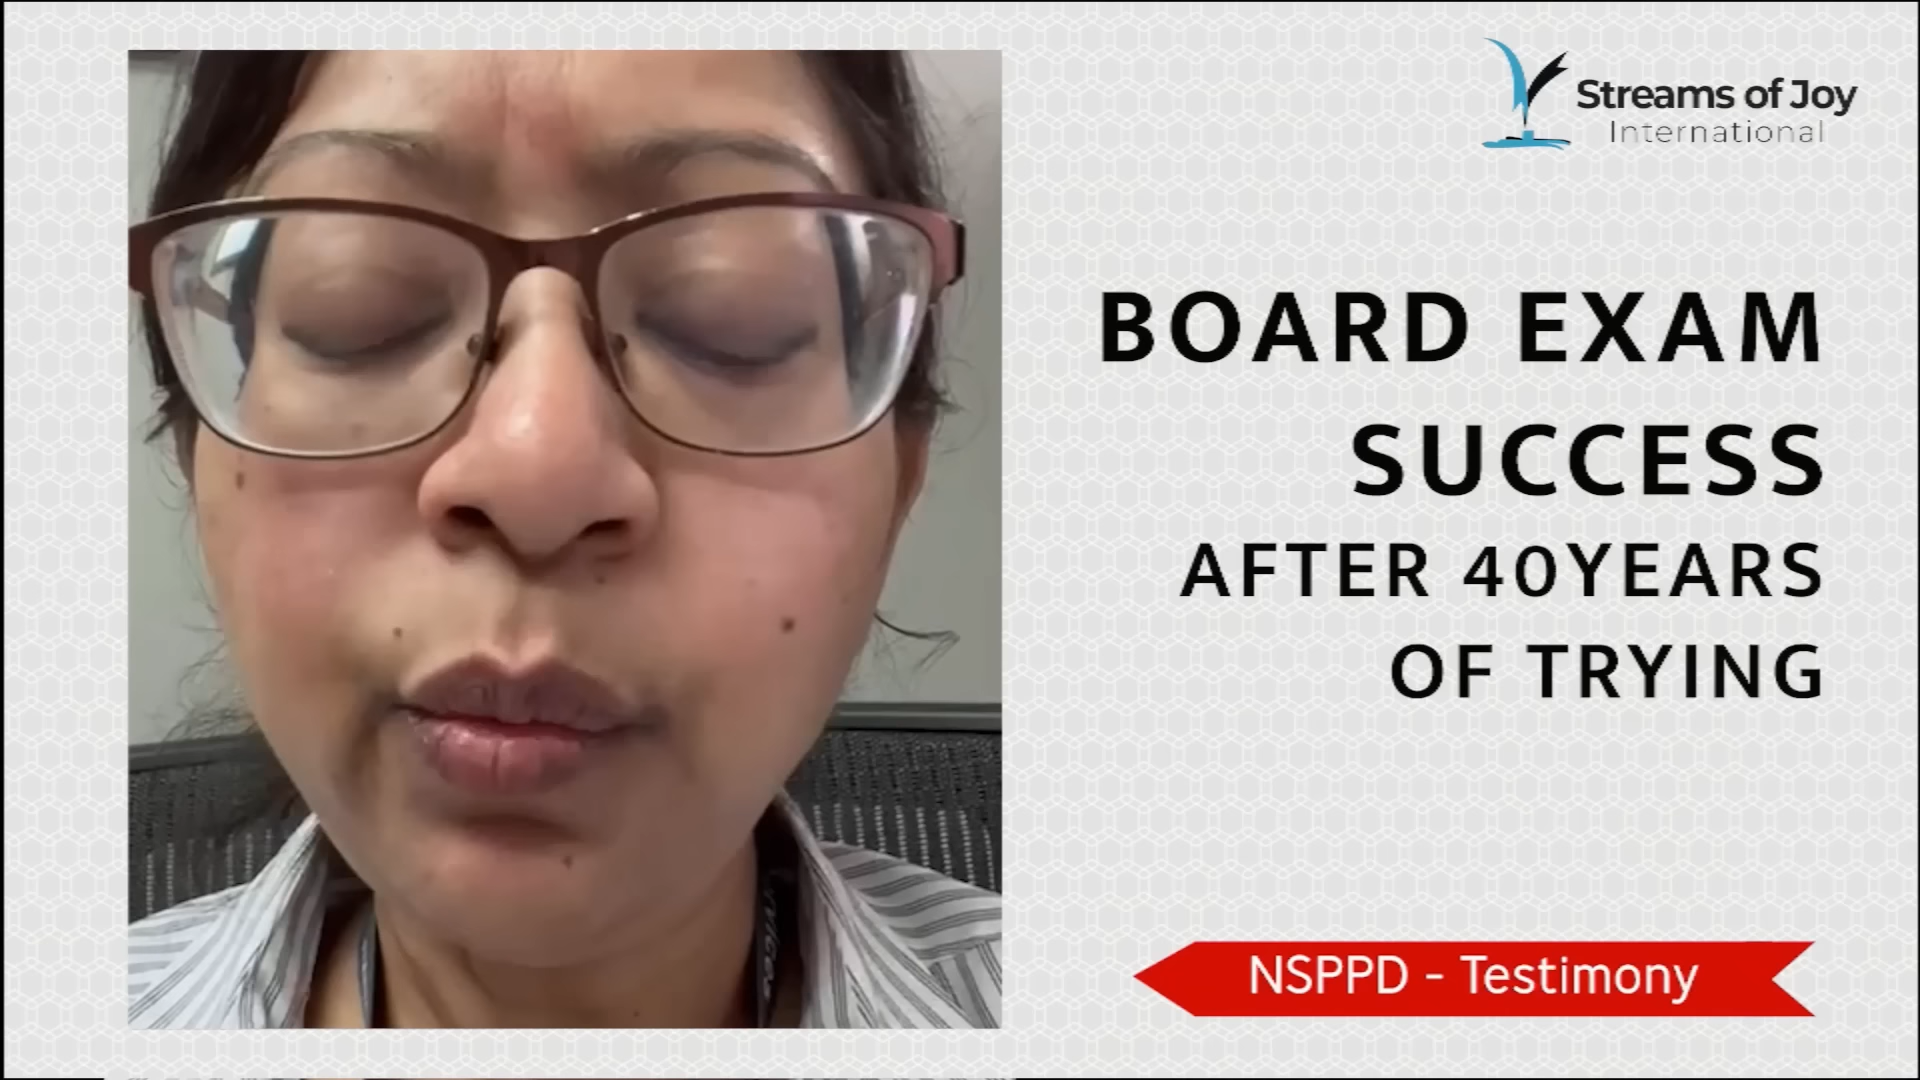 Streams of Joy
International
BOARD EXAM
SUCCESS
AFTER 40YEARS
OF TRYING
NSPPD - Testimony